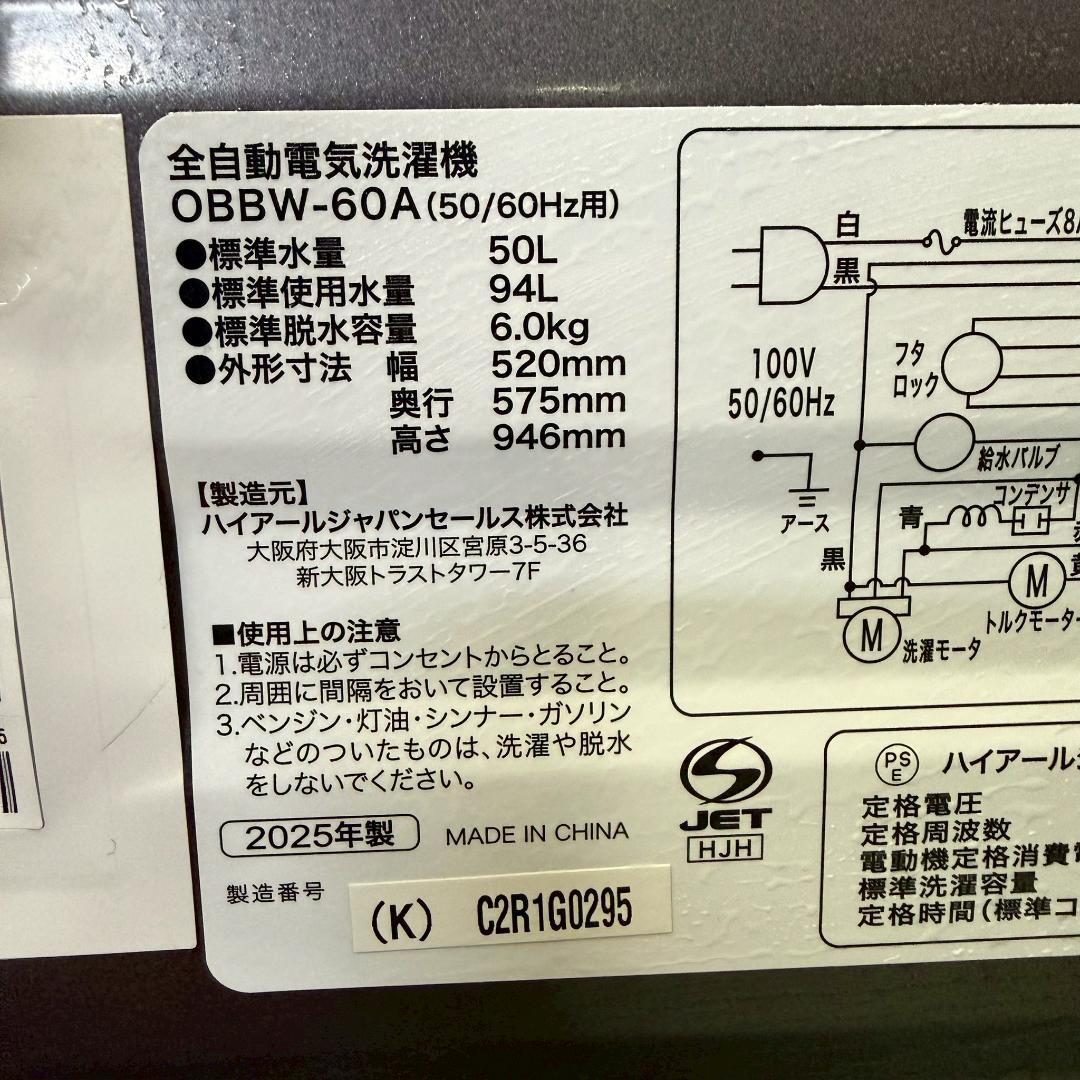 全自動電気洗濯機
OBBW-60A(50/60Hz用)
●標準水量 50L
●標準使用水量 94L
●標準脱水容量 6.0kg
●外形寸法 幅 520mm
奥行 575mm
高さ 946mm
【製造元】
ハイアールジャパンセールス株式会社
大阪府大阪市淀川区宮原3-5-36
新大阪トラストタワー7F
■使用上の注意
1.電源は必ずコンセントからとること。
2.周囲に間隔をおいて設置すること。
3.ベンジン・灯油・シンナー・ガソリン
などのついたものは、洗濯や脱水
をしないでください。
2025年製 MADE IN CHINA
製造番号 (K) C2R1G0295
JET
HJH
白
電流ヒューズ8
黒
100V
50/60Hz
フタ
ロック
給水バルブ
アース
コンデンサ
青
黒
M
トルクモーター
M
洗濯モータ
PS
E
ハイアール
定格電圧
定格周波数
電動機定格消費
標準洗濯容量
定格時間(標準コ